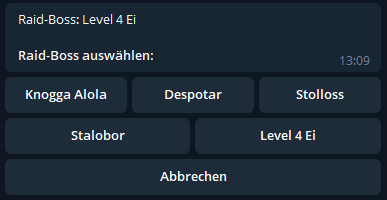 Raid-Boss: Level 4 Ei
Raid-Boss auswählen:
13:09
Knogga Alola Despotar Stolloss
Stalobor Level 4 Ei
Abbrechen